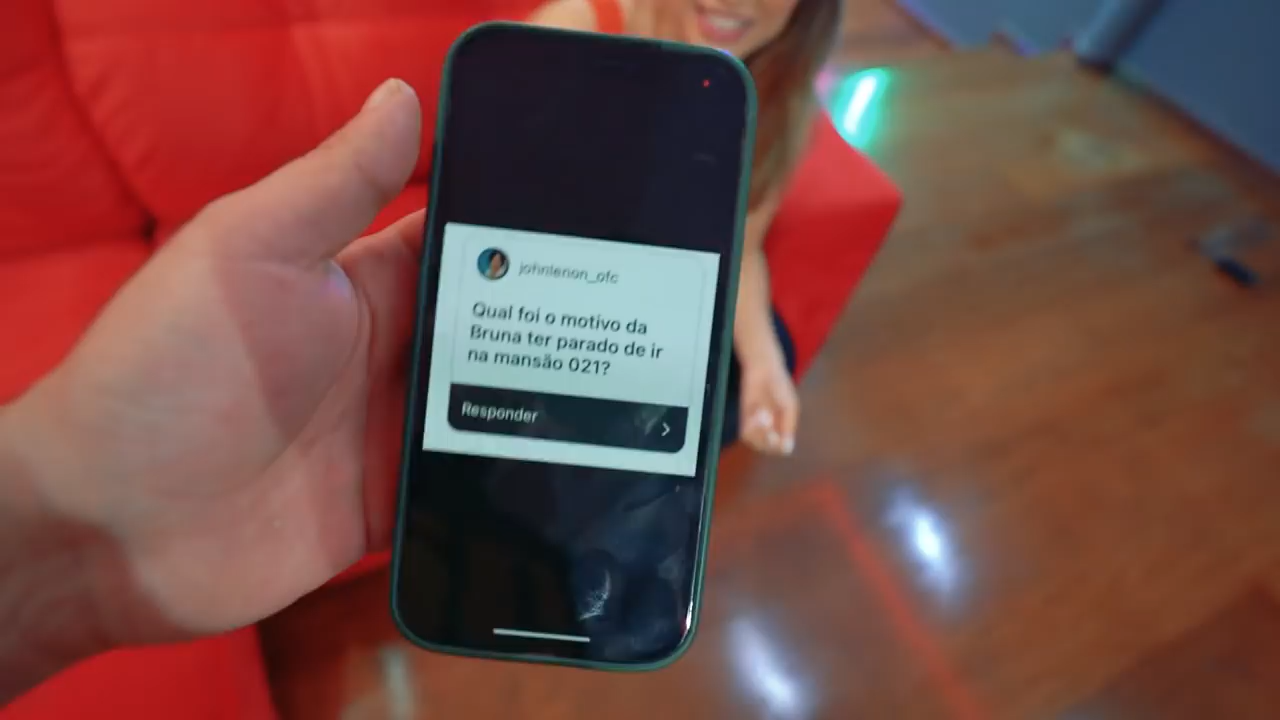 johnlenon_ofc
Qual foi o motivo da
Bruna ter parado de ir
na mansão 021?
Responder